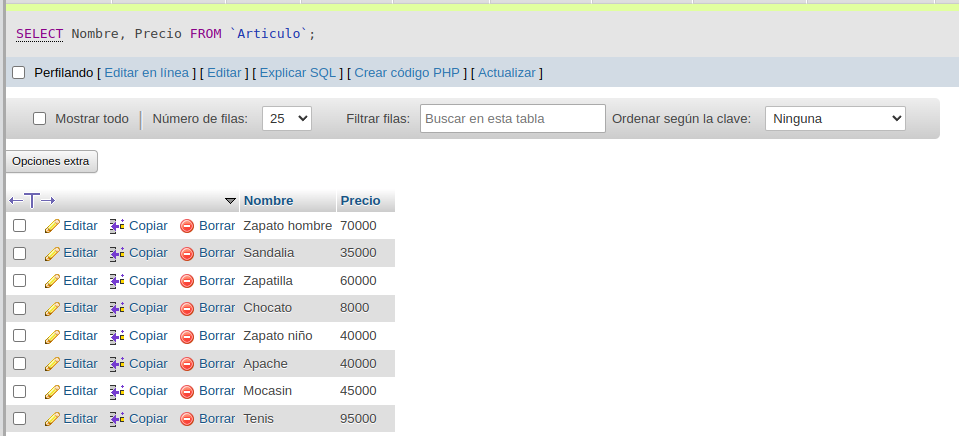 SELECT Nombre, Precio FROM `Articulo`;
Perfilando [ Editar en línea ] [ Editar ] [ Explicar SQL ] [ Crear código PHP ] [ Actualizar ]
Mostrar todo | Número de filas: 25 Filtrar filas: Buscar en esta tabla Ordenar según la clave: Ninguna
Opciones extra
Nombre Precio
Editar Copiar Borrar Zapato hombre 70000
Editar Copiar Borrar Sandalia 35000
Editar Copiar Borrar Zapatilla 60000
Editar Copiar Borrar Chocato 8000
Editar Copiar Borrar Zapato niño 40000
Editar Copiar Borrar Apache 40000
Editar Copiar Borrar Mocasin 45000
Editar Copiar Borrar Tenis 95000